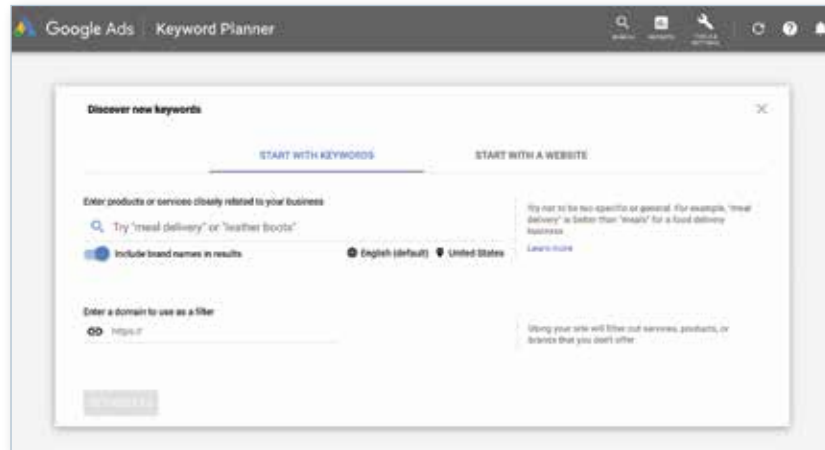 Google Ads Keyword Planner
SEARCH REPORTS TOOLS & SETTINGS
Discover new keywords
START WITH KEYWORDS START WITH A WEBSITE
Enter products or services closely related to your business
Try "meal delivery" or "leather boots"
Include brand names in results English (default) United States
Try not to be too specific or general. For example, "meal
delivery" is better than "meals" for a food delivery
business
Learn more
Enter a domain to use as a filter
https://
Using your site will filter out services, products, or
brands that you don't offer